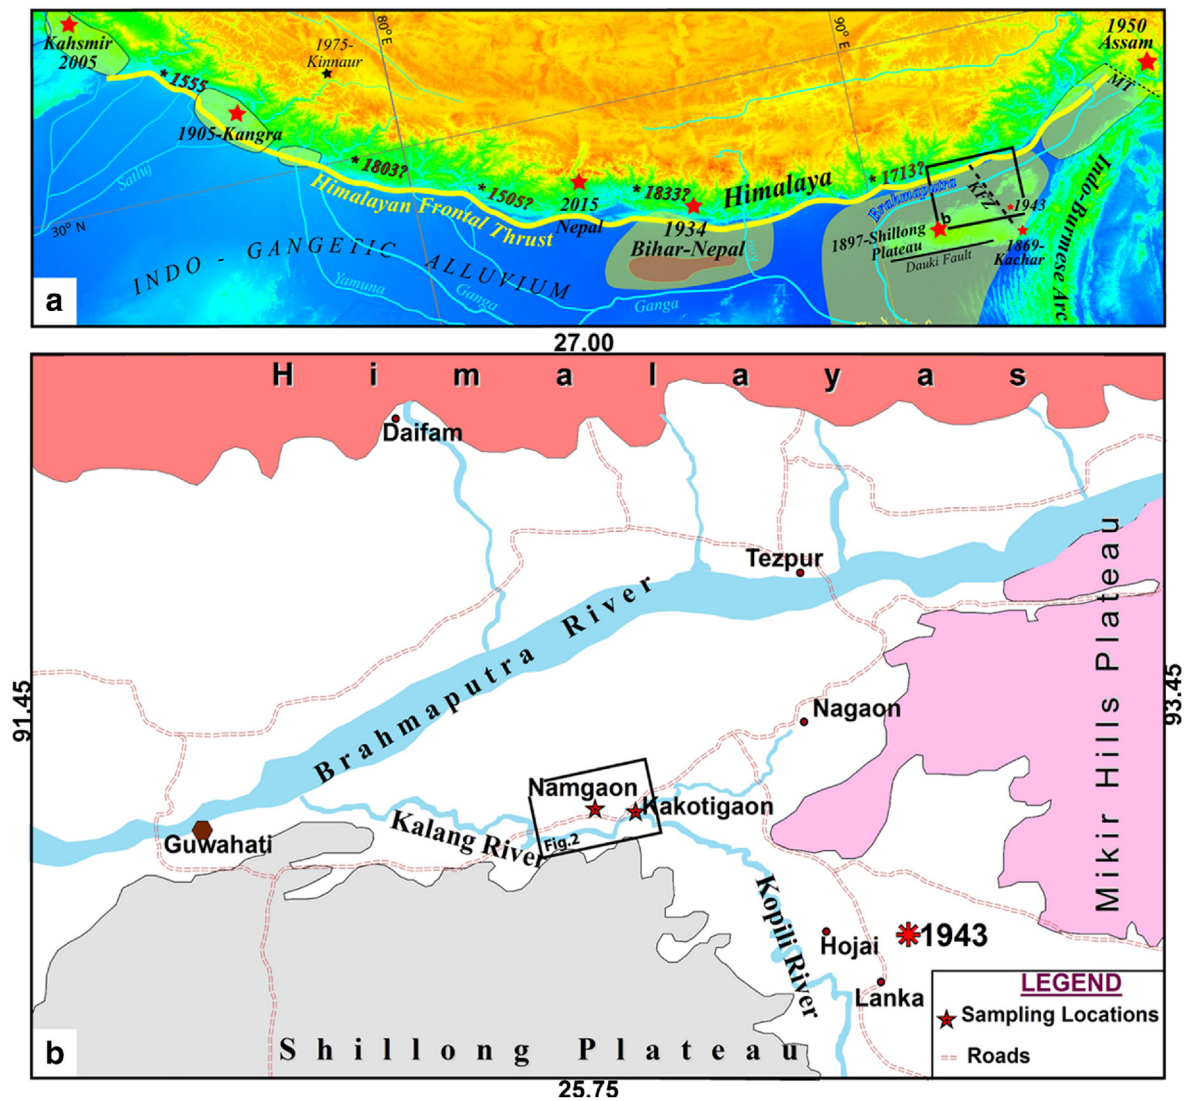 80° E
90° E
1950
Assam
Kahsmir
2005
1975-
Kinnaur
1555
MT
1905-Kangra
1803?
1505?
2015
Nepal
1833?
1934
Bihar-Nepal
Himalaya
1713?
Brahmaputra
KFZ
1943
b
1897-Shillong
Plateau
1869-
Kachar
Dauki Fault
Indo-Burmese Arc
Satluj
30° N
Himalayan Frontal Thrust
INDO - GANGETIC ALLUVIUM
Yamuna
Ganga
Ganga
a
27.00
Himalayas
Daifam
Tezpur
Brahmaputra River
Mikir Hills Plateau
91.45
93.45
Nagaon
Namgaon
Kakotigaon
Fig.2
Kalang River
Guwahati
Kopili River
Hojai
1943
Lanka
LEGEND
Sampling Locations
Roads
Shillong Plateau
b
25.75